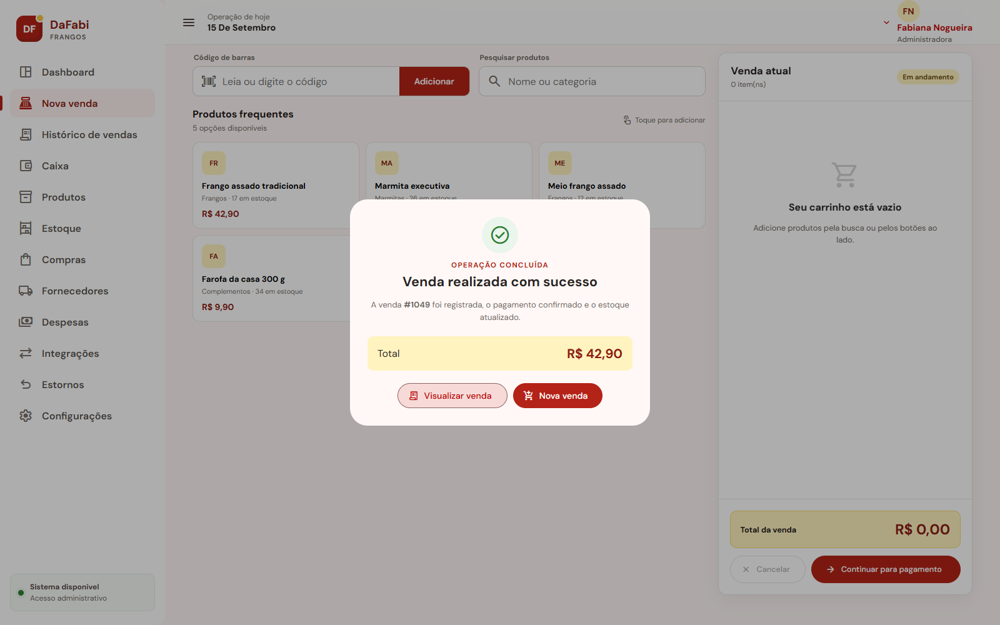 DF
DaFabi
FRANGOS
Dashboard
Nova venda
Histórico de vendas
Caixa
Produtos
Estoque
Compras
Fornecedores
Despesas
Integrações
Estornos
Configurações
Sistema disponível
Acesso administrativo
Operação de hoje
15 De Setembro
FN
Fabiana Nogueira
Administradora
Código de barras
Leia ou digite o código
Adicionar
Pesquisar produtos
Nome ou categoria
Produtos frequentes
5 opções disponíveis
Toque para adicionar
FR
Frango assado tradicional
Frangos · 17 em estoque
R$ 42,90
MA
Marmita executiva
Marmitas · 26 em estoque
ME
Meio frango assado
Frangos · 12 em estoque
FA
Farofa da casa 300 g
Complementos · 34 em estoque
R$ 9,90
OPERAÇÃO CONCLUÍDA
Venda realizada com sucesso
A venda #1049 foi registrada, o pagamento confirmado e o estoque
atualizado.
Total
R$ 42,90
Visualizar venda
Nova venda
Venda atual
0 item(ns)
Em andamento
Seu carrinho está vazio
Adicione produtos pela busca ou pelos botões ao
lado.
Total da venda
R$ 0,00
Cancelar
Continuar para pagamento